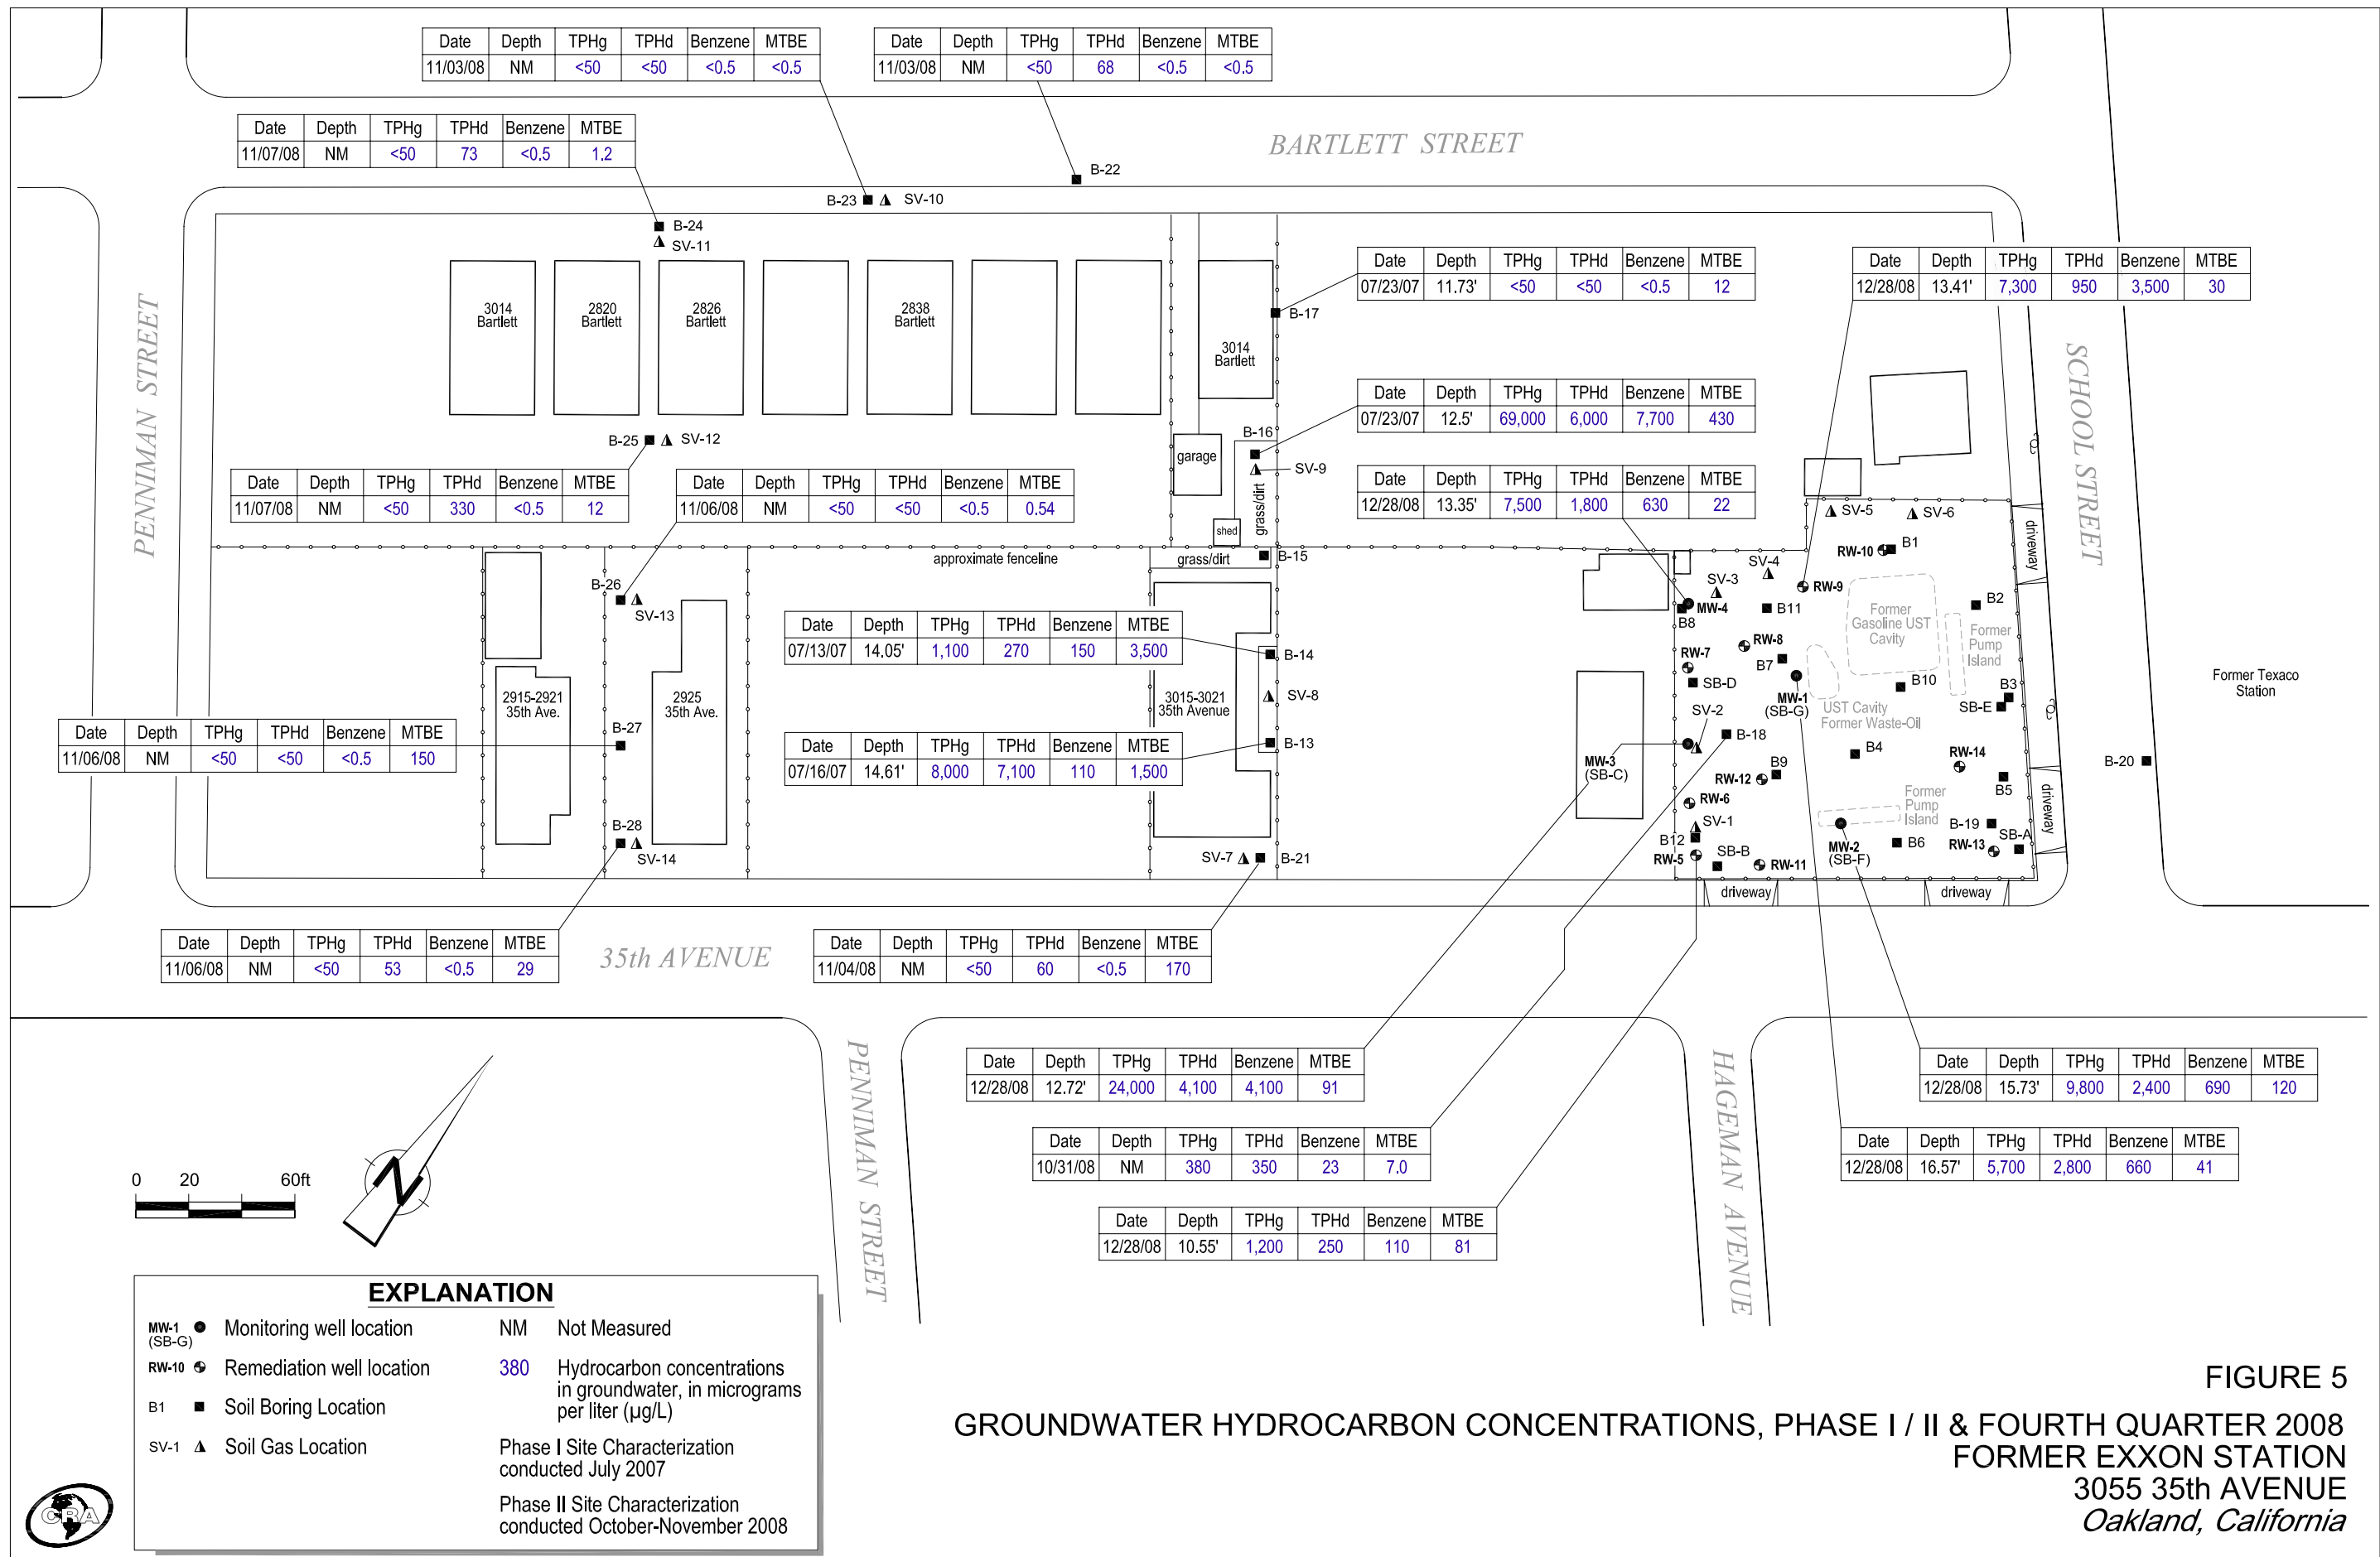 Date Depth TPHg TPHd Benzene MTBE
11/03/08 NM <50 <50 <0.5 <0.5
Date Depth TPHg TPHd Benzene MTBE
11/03/08 NM <50 68 <0.5 <0.5
Date Depth TPHg TPHd Benzene MTBE
11/07/08 NM <50 73 <0.5 1.2
BARTLETT STREET
B-22
B-23
SV-10
B-24
SV-11
Date Depth TPHg TPHd Benzene MTBE
07/23/07 11.73' <50 <50 <0.5 12
Date Depth TPHg TPHd Benzene MTBE
12/28/08 13.41' 7,300 950 3,500 30
PENNIMAN STREET
3014
Bartlett
2820
Bartlett
2826
Bartlett
2838
Bartlett
3014
Bartlett
B-17
SCHOOL STREET
Date Depth TPHg TPHd Benzene MTBE
07/23/07 12.5' 69,000 6,000 7,700 430
B-25
SV-12
B-16
garage
SV-9
grass/dirt
shed
Date Depth TPHg TPHd Benzene MTBE
11/07/08 NM <50 330 <0.5 12
Date Depth TPHg TPHd Benzene MTBE
11/06/08 NM <50 <50 <0.5 0.54
Date Depth TPHg TPHd Benzene MTBE
12/28/08 13.35' 7,500 1,800 630 22
SV-5
SV-6
driveway
RW-10
B1
approximate fenceline
grass/dirt
B-15
SV-4
SV-3
RW-9
B-26
SV-13
MW-4
B8
B11
B2
Former
Gasoline UST
Cavity
Former
Pump
Island
Date Depth TPHg TPHd Benzene MTBE
07/13/07 14.05' 1,100 270 150 3,500
B-14
RW-8
RW-7
B7
SB-D
MW-1
(SB-G)
B10
B3
SB-E
Former Texaco
Station
2915-2921
35th Ave.
2925
35th Ave.
3015-3021
35th Avenue
SV-8
SV-2
UST Cavity
Former Waste-Oil
Date Depth TPHg TPHd Benzene MTBE
11/06/08 NM <50 <50 <0.5 150
B-27
Date Depth TPHg TPHd Benzene MTBE
07/16/07 14.61' 8,000 7,100 110 1,500
B-13
B-18
MW-3
(SB-C)
B4
RW-14
B-20
RW-12
B9
B5
RW-6
Former
Pump
Island
driveway
SV-1
B12
B-19
SB-A
B-28
SV-14
SV-7
B-21
RW-5
SB-B
RW-11
MW-2
(SB-F)
B6
RW-13
driveway
driveway
Date Depth TPHg TPHd Benzene MTBE
11/06/08 NM <50 53 <0.5 29
35th AVENUE
Date Depth TPHg TPHd Benzene MTBE
11/04/08 NM <50 60 <0.5 170
PENNIMAN STREET
HAGEMAN AVENUE
Date Depth TPHg TPHd Benzene MTBE
12/28/08 12.72' 24,000 4,100 4,100 91
Date Depth TPHg TPHd Benzene MTBE
12/28/08 15.73' 9,800 2,400 690 120
Date Depth TPHg TPHd Benzene MTBE
10/31/08 NM 380 350 23 7.0
Date Depth TPHg TPHd Benzene MTBE
12/28/08 16.57' 5,700 2,800 660 41
Date Depth TPHg TPHd Benzene MTBE
12/28/08 10.55' 1,200 250 110 81
0 20 60ft
N
EXPLANATION
MW-1
(SB-G)
Monitoring well location
RW-10 Remediation well location
B1 Soil Boring Location
SV-1 Soil Gas Location
NM Not Measured
380 Hydrocarbon concentrations
in groundwater, in micrograms
per liter (µg/L)
Phase I Site Characterization
conducted July 2007
Phase II Site Characterization
conducted October-November 2008
CRA
FIGURE 5
GROUNDWATER HYDROCARBON CONCENTRATIONS, PHASE I / II & FOURTH QUARTER 2008
FORMER EXXON STATION
3055 35th AVENUE
Oakland, California